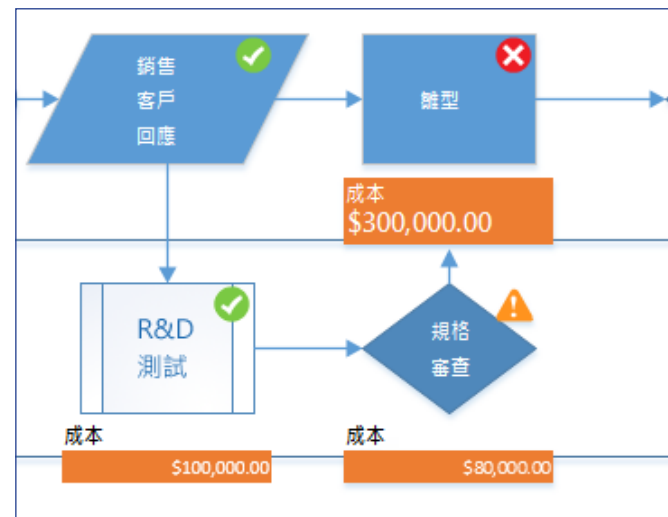 銷售
客戶
回應
雛型
成本
$300,000.00
R&D
測試
規格
審查
成本
$100,000.00
成本
$80,000.00